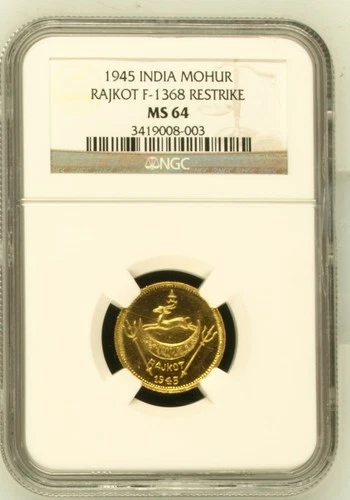 1945 INDIA MOHUR
RAJKOT F-1368 RESTRIKE
MS 64
3419008-003
NGC
RAJKOT
1945